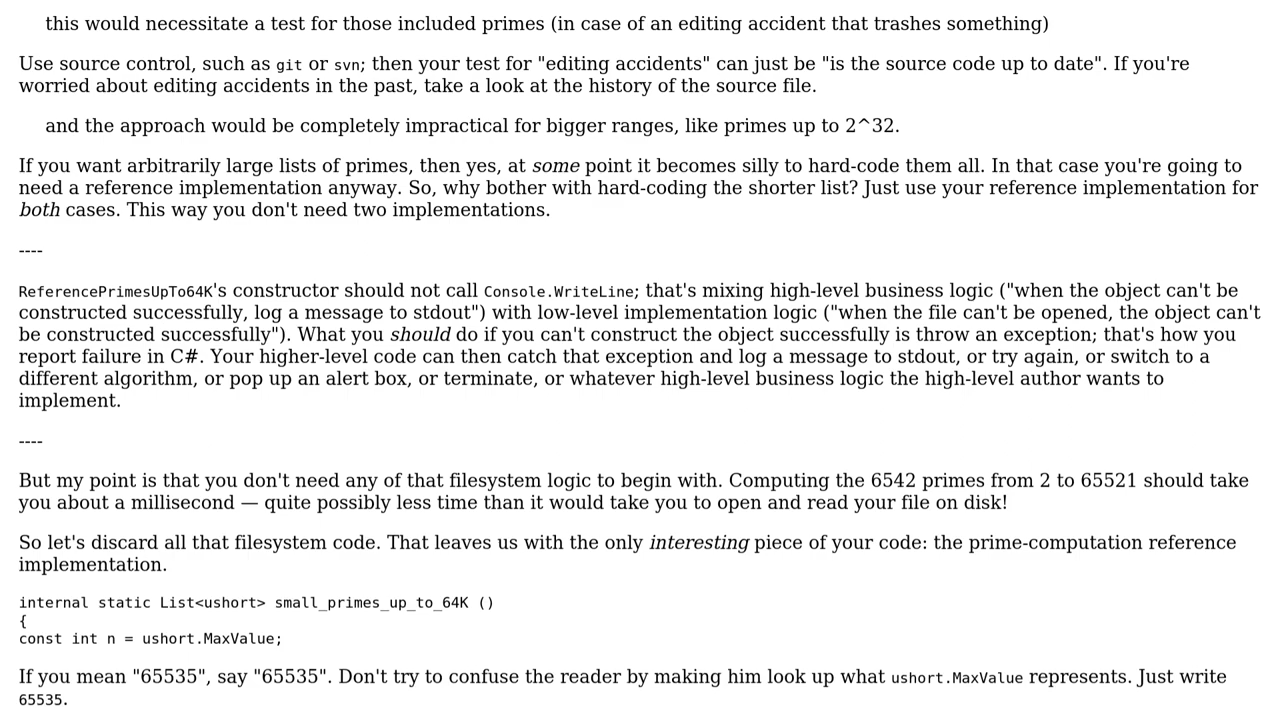 this would necessitate a test for those included primes (in case of an editing accident that trashes something)
Use source control, such as git or svn; then your test for "editing accidents" can just be "is the source code up to date". If you're
worried about editing accidents in the past, take a look at the history of the source file.
and the approach would be completely impractical for bigger ranges, like primes up to 2^32.
If you want arbitrarily large lists of primes, then yes, at some point it becomes silly to hard-code them all. In that case you're going to
need a reference implementation anyway. So, why bother with hard-coding the shorter list? Just use your reference implementation for
both cases. This way you don't need two implementations.
----
ReferencePrimesUpTo64K's constructor should not call Console.WriteLine; that's mixing high-level business logic ("when the object can't be
constructed successfully, log a message to stdout") with low-level implementation logic ("when the file can't be opened, the object can't
be constructed successfully"). What you should do if you can't construct the object successfully is throw an exception; that's how you
report failure in C#. Your higher-level code can then catch that exception and log a message to stdout, or try again, or switch to a
different algorithm, or pop up an alert box, or terminate, or whatever high-level business logic the high-level author wants to
implement.
----
But my point is that you don't need any of that filesystem logic to begin with. Computing the 6542 primes from 2 to 65521 should take
you about a millisecond — quite possibly less time than it would take you to open and read your file on disk!
So let's discard all that filesystem code. That leaves us with the only interesting piece of your code: the prime-computation reference
implementation.
internal static List<ushort> small_primes_up_to_64K ()
{
const int n = ushort.MaxValue;
If you mean "65535", say "65535". Don't try to confuse the reader by making him look up what ushort.MaxValue represents. Just write
65535.